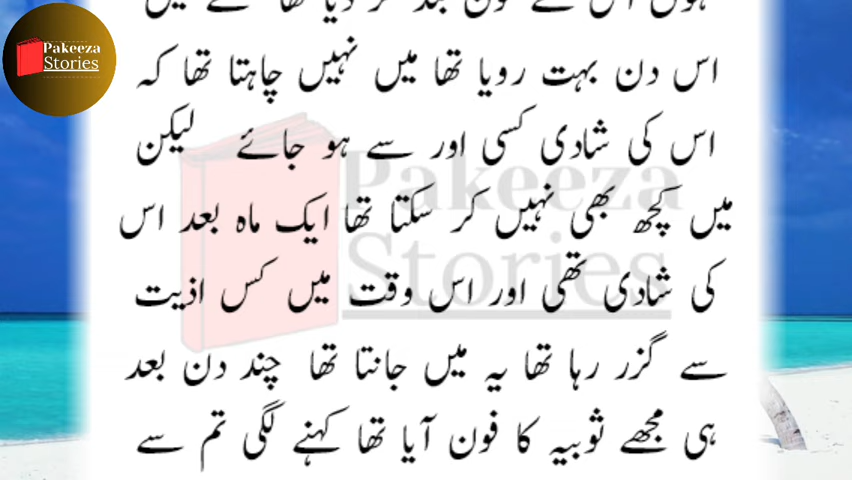 Pakeeza
Stories
اس دن بہت رویا تھا میں نہیں چاہتا تھا کہ
اس کی شادی کسی اور سے ہو جائے لیکن
میں کچھ بھی نہیں کر سکتا تھا ایک ماہ بعد اس
کی شادی تھی اور اس وقت میں کس اذیت
سے گزر رہا تھا یہ میں جانتا تھا چند دن بعد
ہی مجھے ثوبیہ کا فون آیا تھا کہنے لگی تم سے
Pakeeza
Stories